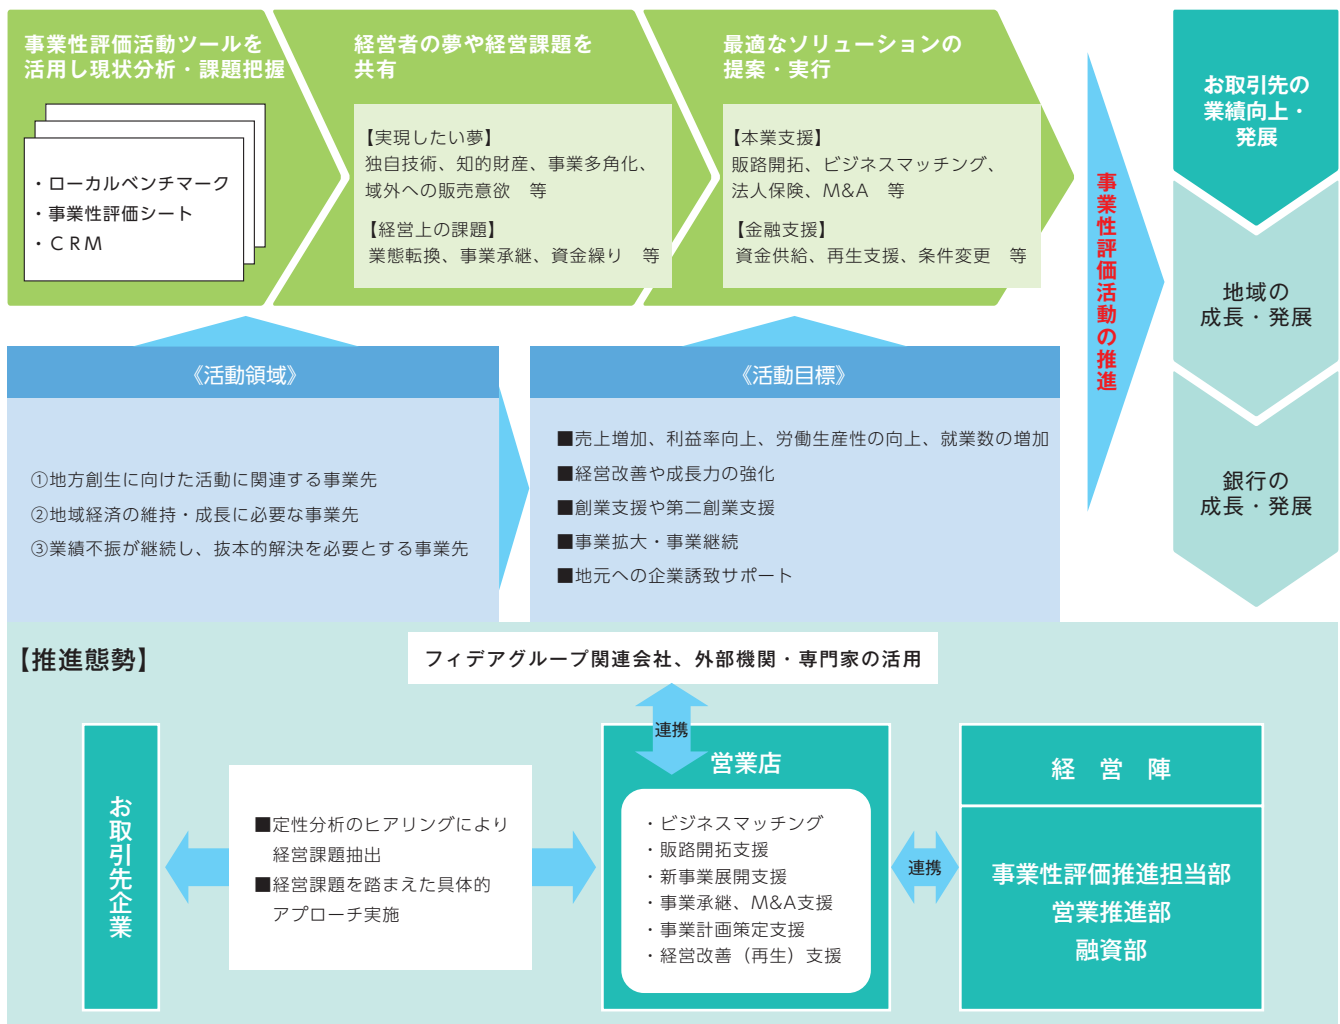 事業性評価活動ツールを
活用し現状分析・課題把握
・ローカルベンチマーク
・事業性評価シート
・ＣＲＭ
経営者の夢や経営課題を
共有
【実現したい夢】
独自技術、知的財産、事業多角化、
域外への販売意欲　等
【経営上の課題】
業態転換、事業承継、資金繰り　等
最適なソリューションの
提案・実行
【本業支援】
販路開拓、ビジネスマッチング、
法人保険、M&A　等
【金融支援】
資金供給、再生支援、条件変更　等
事業性評価活動の推進
お取引先の
業績向上・
発展
地域の
成長・発展
銀行の
成長・発展
《活動領域》
①地方創生に向けた活動に関連する事業先
②地域経済の維持・成長に必要な事業先
③業績不振が継続し、抜本的解決を必要とする事業先
《活動目標》
■売上増加、利益率向上、労働生産性の向上、就業数の増加
■経営改善や成長力の強化
■創業支援や第二創業支援
■事業拡大・事業継続
■地元への企業誘致サポート
【推進態勢】
フィデアグループ関連会社、外部機関・専門家の活用
連携
お取引先企業
■定性分析のヒアリングにより
経営課題抽出
■経営課題を踏まえた具体的
アプローチ実施
営業店
・ビジネスマッチング
・販路開拓支援
・新事業展開支援
・事業承継、M&A支援
・事業計画策定支援
・経営改善（再生）支援
連携
経　営　陣
事業性評価推進担当部
営業推進部
融資部